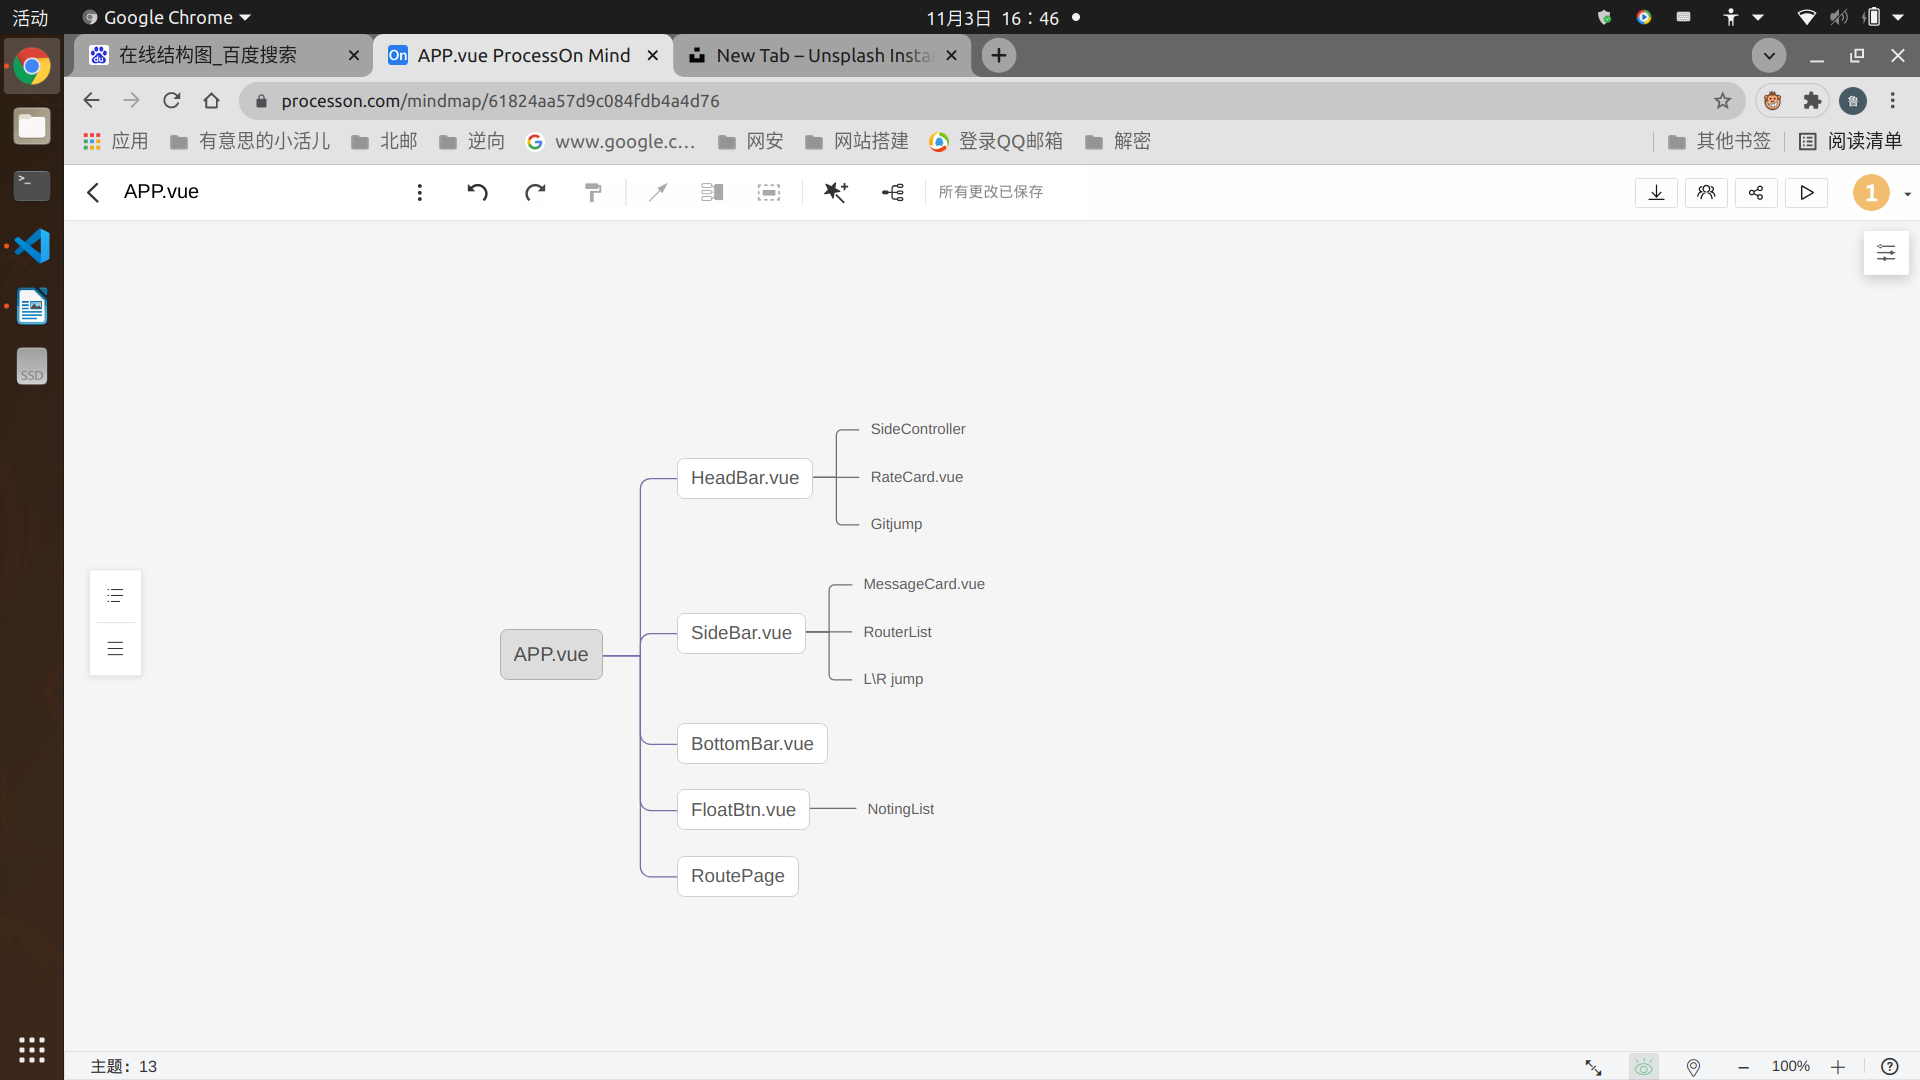 活动
Google Chrome
11月3日 16：46
在线结构图_百度搜索
On
APP.vue ProcessOn Mind
New Tab – Unsplash Insta
processon.com/mindmap/61824aa57d9c084fdb4a4d76
鲁
应用
有意思的小活儿
北邮
逆向
www.google.c...
网安
网站搭建
登录QQ邮箱
解密
其他书签
阅读清单
APP.vue
所有更改已保存
1
SSD
SideController
HeadBar.vue
RateCard.vue
Gitjump
MessageCard.vue
SideBar.vue
RouterList
L\R jump
APP.vue
BottomBar.vue
FloatBtn.vue
NotingList
RoutePage
主题：13
100%